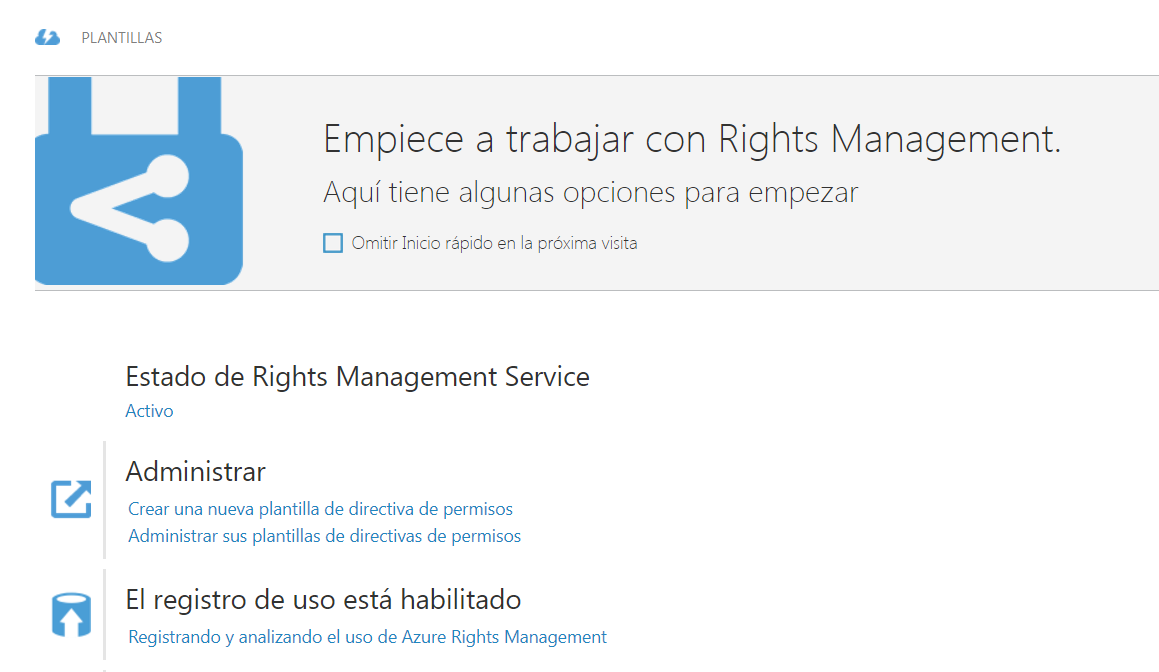 PLANTILLAS
Empiece a trabajar con Rights Management.
Aquí tiene algunas opciones para empezar
Omitir Inicio rápido en la próxima visita
Estado de Rights Management Service
Activo
Administrar
Crear una nueva plantilla de directiva de permisos
Administrar sus plantillas de directivas de permisos
El registro de uso está habilitado
Registrando y analizando el uso de Azure Rights Management